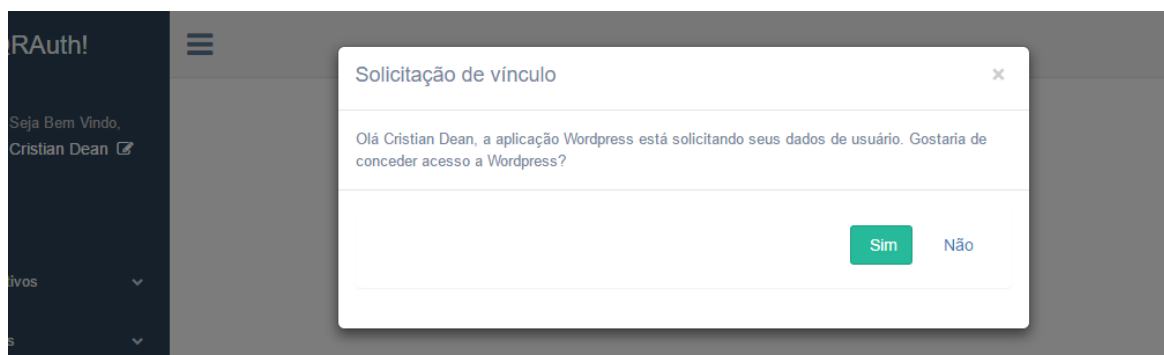 RAuth!
Solicitação de vínculo
×
Seja Bem Vindo,
Cristian Dean
Olá Cristian Dean, a aplicação Wordpress está solicitando seus dados de usuário. Gostaria de
conceder acesso a Wordpress?
Sim
Não
tivos
s